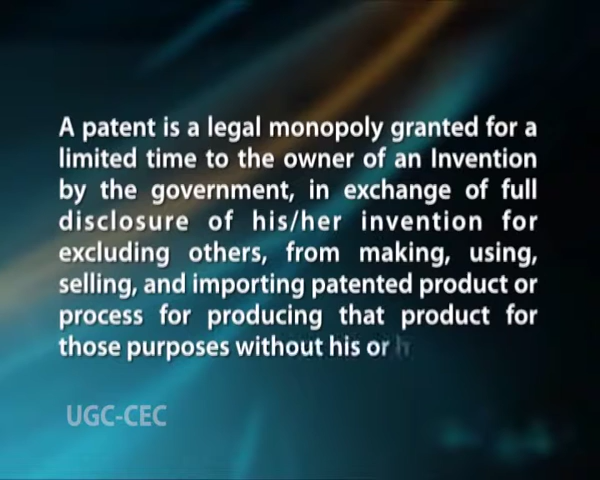 A patent is a legal monopoly granted for a
limited time to the owner of an Invention
by the government, in exchange of full
disclosure of his/her invention for
excluding others, from making, using,
selling, and importing patented product or
process for producing that product for
those purposes without his or
UGC-CEC